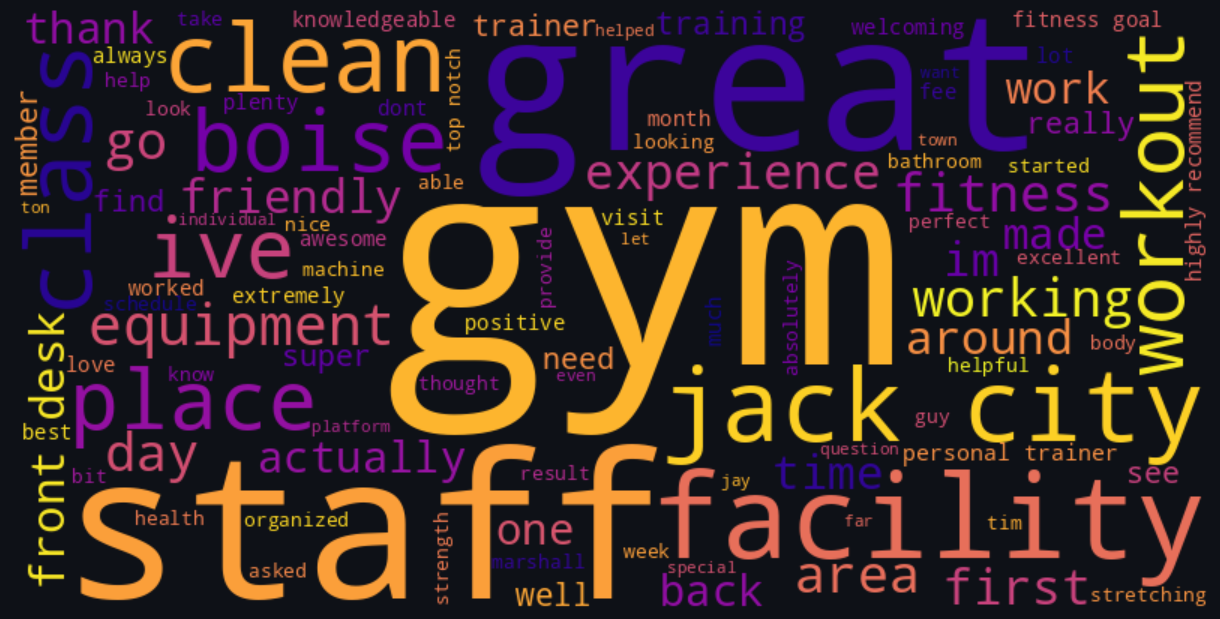 thank
take
knowledgeable
trainer
helped
training
welcoming
fitness goal
always
clean
great
lot
help
class
look
plenty
dont
top notch
want
fee
work
workout
month
looking
really
highly recommend
member
go
boise
town
bathroom
started
experience
able
ton
find
friendly
fitness
individual
nice
visit
let
perfect
made
ive
awesome
provide
gym
im
excellent
machine
worked
schedule
extremely
absolutely
much
working
equipment
positive
around
body
super
need
love
know
thought
even
helpful
front desk
place
jack city
guy
best
platform
day
actually
question
personal trainer
bit
result
jay
time
see
staff
facility
health
organized
strength
one
far
tim
asked
marshall
week
special
area
well
back
first
stretching